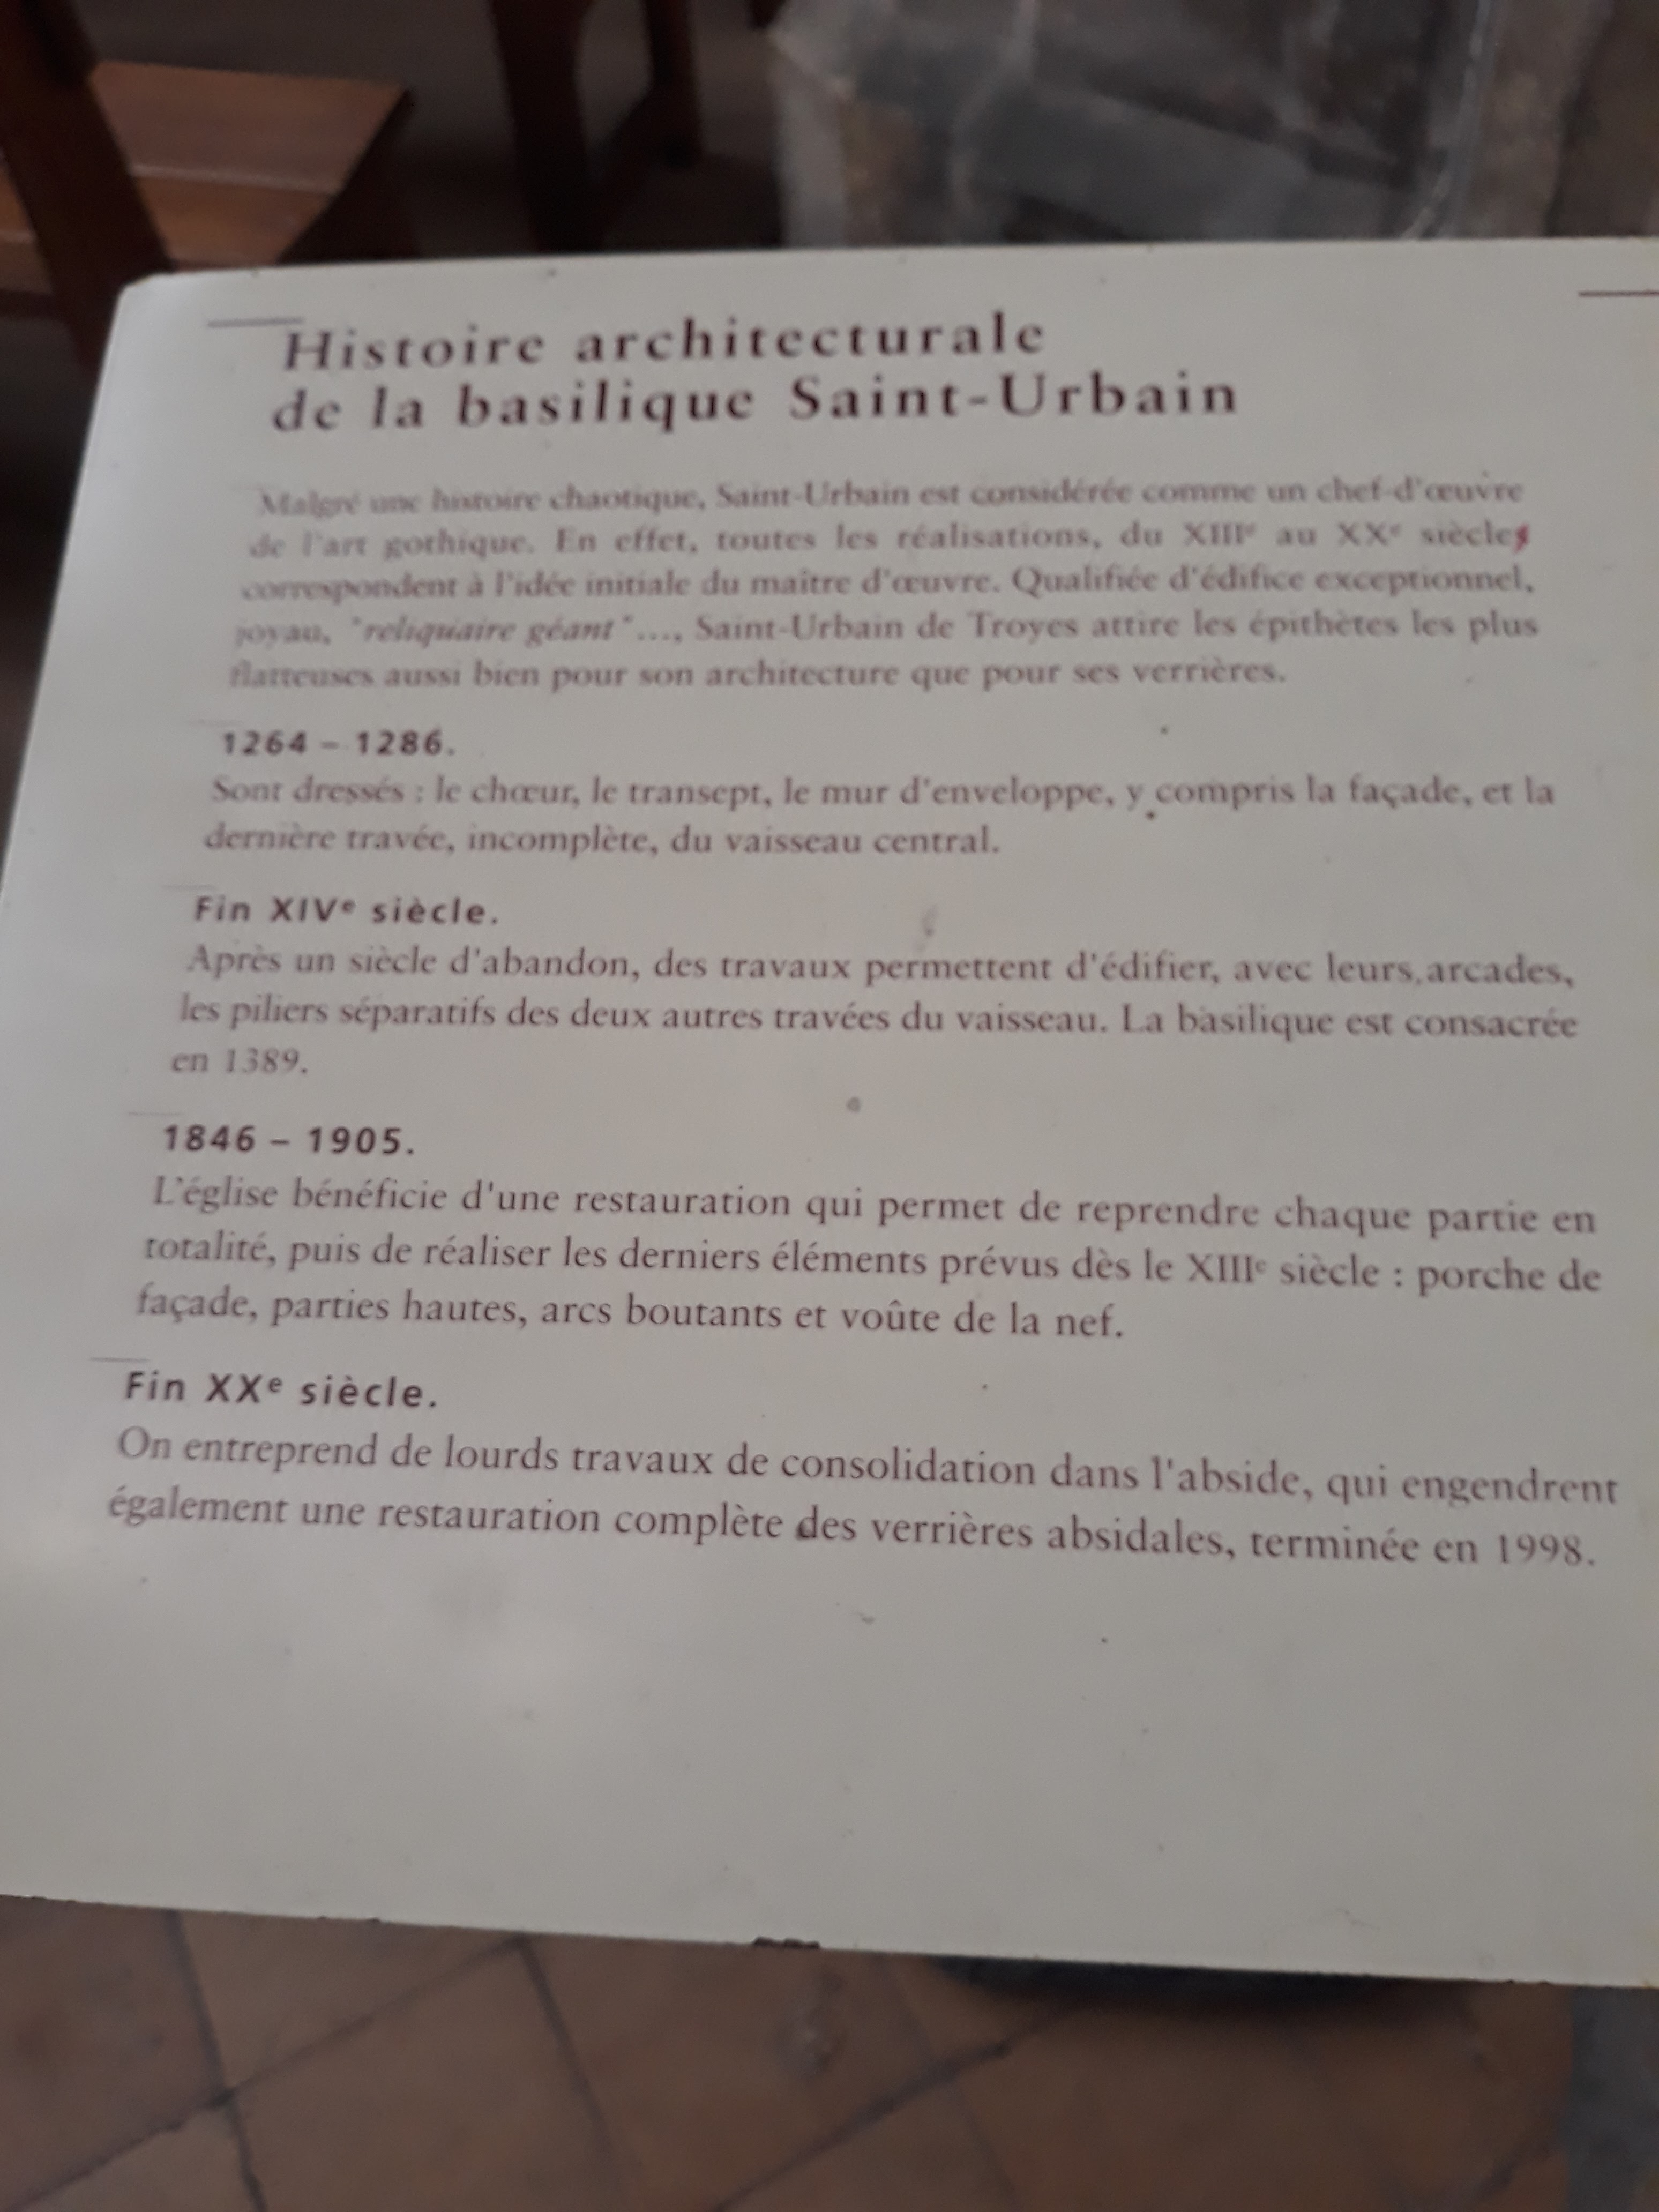 Histoire architecturale
de la basilique Saint-Urbain
Malgré une histoire chaotique, Saint-Urbain est considérée comme un chef-d'œuvre
de l'art gothique. En effet, toutes les réalisations, du XIIIe au XXe siècles
correspondent à l'idée initiale du maître d'œuvre. Qualifiée d'édifice exceptionnel,
joyau, "reliquaire géant"..., Saint-Urbain de Troyes attire les épithètes les plus
flatteuses aussi bien pour son architecture que pour ses verrières.
1264 – 1286.
Sont dressés : le chœur, le transept, le mur d'enveloppe, y compris la façade, et la
dernière travée, incomplète, du vaisseau central.
Fin XIVe siècle.
Après un siècle d'abandon, des travaux permettent d'édifier, avec leurs arcades,
les piliers séparatifs des deux autres travées du vaisseau. La basilique est consacrée
en 1389.
1846 – 1905.
L'église bénéficie d'une restauration qui permet de reprendre chaque partie en
totalité, puis de réaliser les derniers éléments prévus dès le XIIIe siècle : porche de
façade, parties hautes, arcs boutants et voûte de la nef.
Fin XXe siècle.
On entreprend de lourds travaux de consolidation dans l'abside, qui engendrent
également une restauration complète des verrières absidales, terminée en 1998.